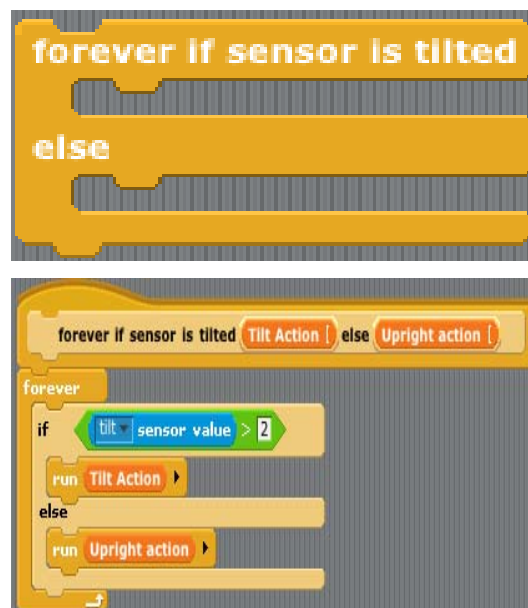 forever if sensor is tilted
else
forever if sensor is tilted Tilt Action [ else Upright action [
forever
if tilt sensor value > 2
run Tilt Action
else
run Upright action